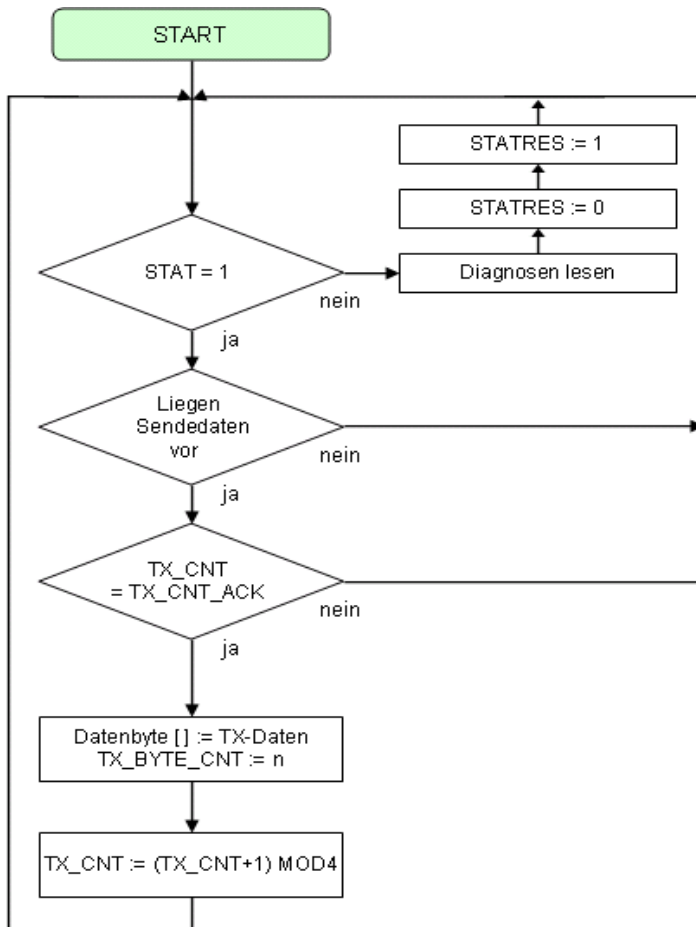 START
STATRES := 1
STATRES := 0
STAT = 1
Diagnosen lesen
nein
ja
Liegen
Sendedaten
vor
nein
ja
TX_CNT
= TX_CNT_ACK
nein
ja
Datenbyte [ ] := TX-Daten
TX_BYTE_CNT := n
TX_CNT := (TX_CNT+1) MOD4